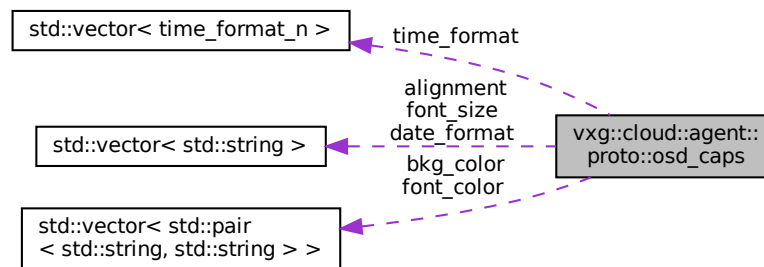 std::vector< time_format_n >
time_format
alignment
font_size
date_format
std::vector< std::string >
vxg::cloud::agent::
proto::osd_caps
bkg_color
font_color
std::vector< std::pair
< std::string, std::string > >